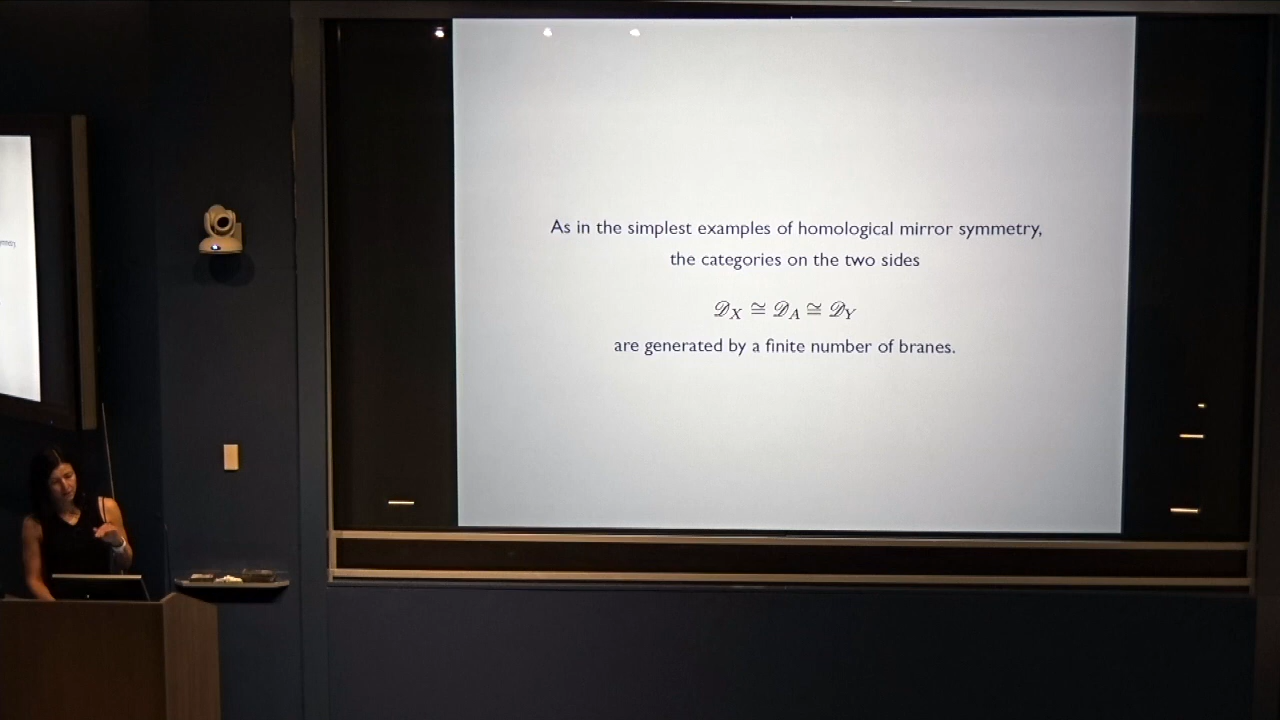 As in the simplest examples of homological mirror symmetry,
the categories on the two sides
𝒟_X ≅ 𝒟_A ≅ 𝒟_Y
are generated by a finite number of branes.